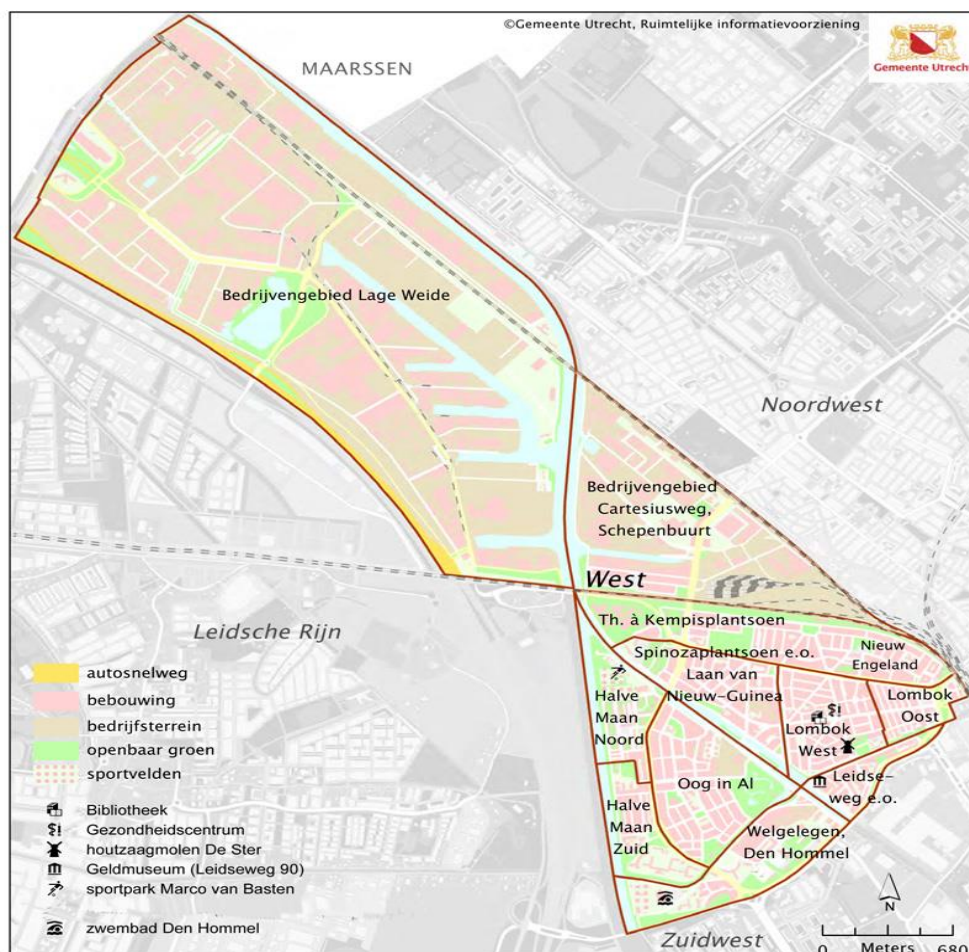 ©Gemeente Utrecht, Ruimtelijke informatievoorziening
Gemeente Utrecht
MAARSSEN
Bedrijvengebied Lage Weide
Noordwest
Bedrijvengebied
Cartesiusweg,
Schepenbuurt
West
Leidsche Rijn
Th. à Kempisplantsoen
Spinozaplantsoen e.o.
Nieuw
Engeland
Laan van
Nieuw-Guinea
Halve
Maan
Noord
Lombok
Oost
Lombok
West
Oog in Al
Leidse-
weg e.o.
Halve
Maan
Zuid
Welgelegen,
Den Hommel
Zuidwest
autosnelweg
bebouwing
bedrijfsterrein
openbaar groen
sportvelden
Bibliotheek
Gezondheidscentrum
houtzaagmolen De Ster
Geldmuseum (Leidseweg 90)
sportpark Marco van Basten
zwembad Den Hommel
N
0 Meters 680